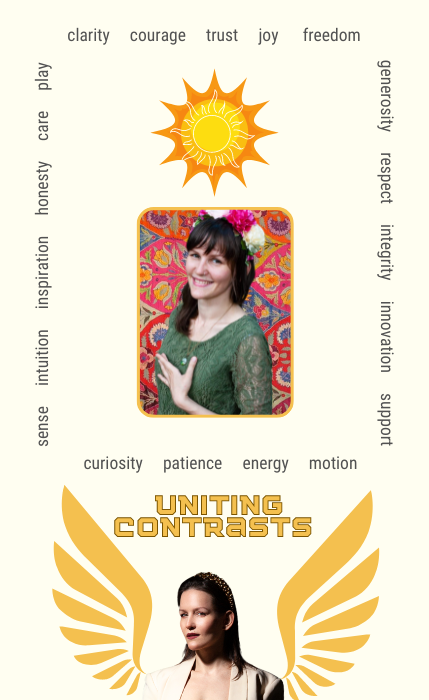 clarity courage trust joy freedom
play
care
honesty
inspiration
intuition
sense
generosity
respect
integrity
innovation
support
curiosity patience energy motion
UNITING
CONTRaSTS